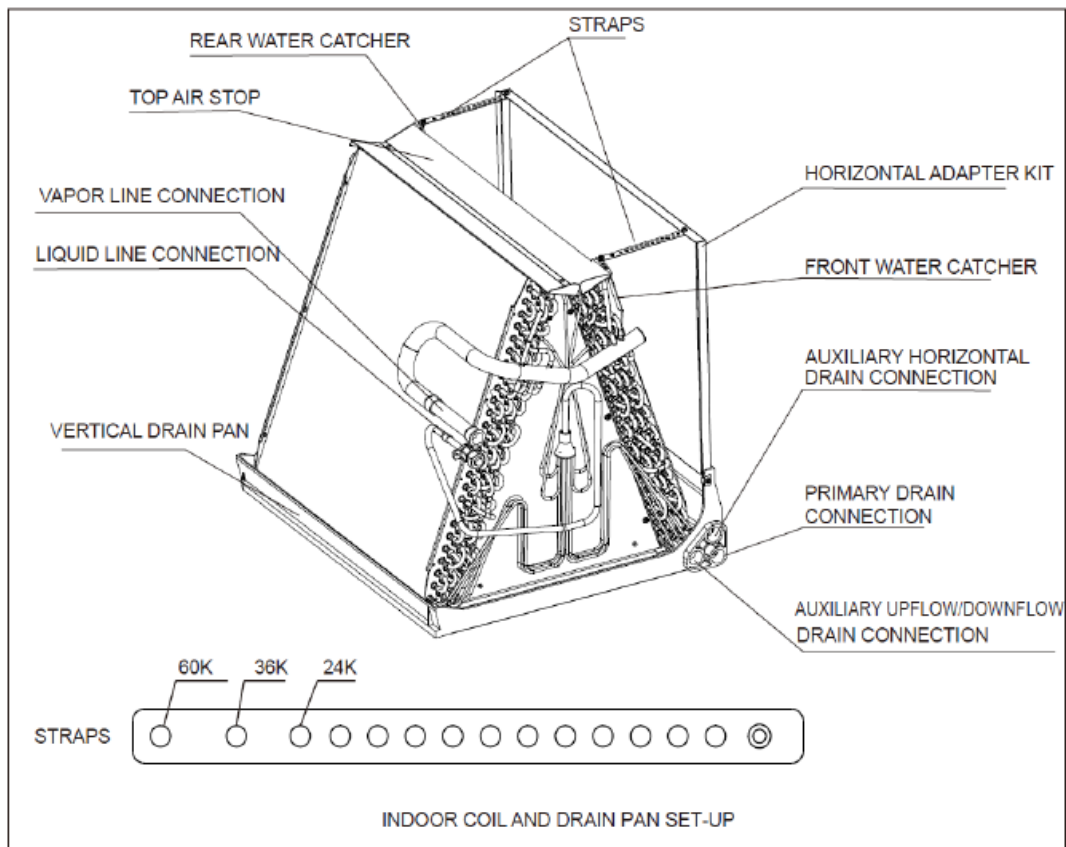 STRAPS
REAR WATER CATCHER
TOP AIR STOP
HORIZONTAL ADAPTER KIT
VAPOR LINE CONNECTION
LIQUID LINE CONNECTION
FRONT WATER CATCHER
AUXILIARY HORIZONTAL
DRAIN CONNECTION
VERTICAL DRAIN PAN
PRIMARY DRAIN
CONNECTION
AUXILIARY UPFLOW/DOWNFLOW
DRAIN CONNECTION
60K 36K 24K
STRAPS
INDOOR COIL AND DRAIN PAN SET-UP